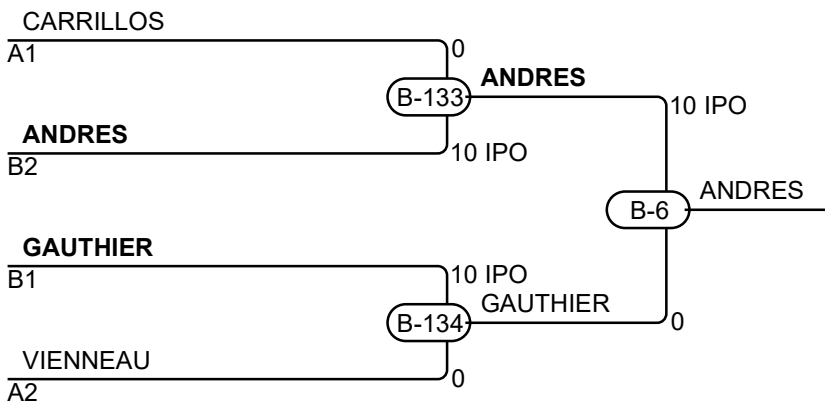 CARRILLOS
A1
0
B-133
ANDRES
10 IPO
ANDRES
B2
10 IPO
B-6
ANDRES
GAUTHIER
B1
10 IPO
B-134
GAUTHIER
0
VIENNEAU
A2
0